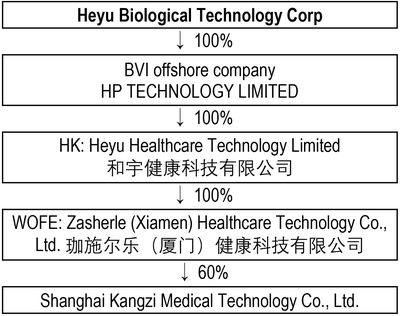 Heyu Biological Technology Corp
↓ 100%
BVI offshore company
HP TECHNOLOGY LIMITED
↓ 100%
HK: Heyu Healthcare Technology Limited
和宇健康科技有限公司
↓ 100%
WOFE: Zasherle (Xiamen) Healthcare Technology Co.,
Ltd. 珈施尔乐（厦门）健康科技有限公司
↓ 60%
Shanghai Kangzi Medical Technology Co., Ltd.